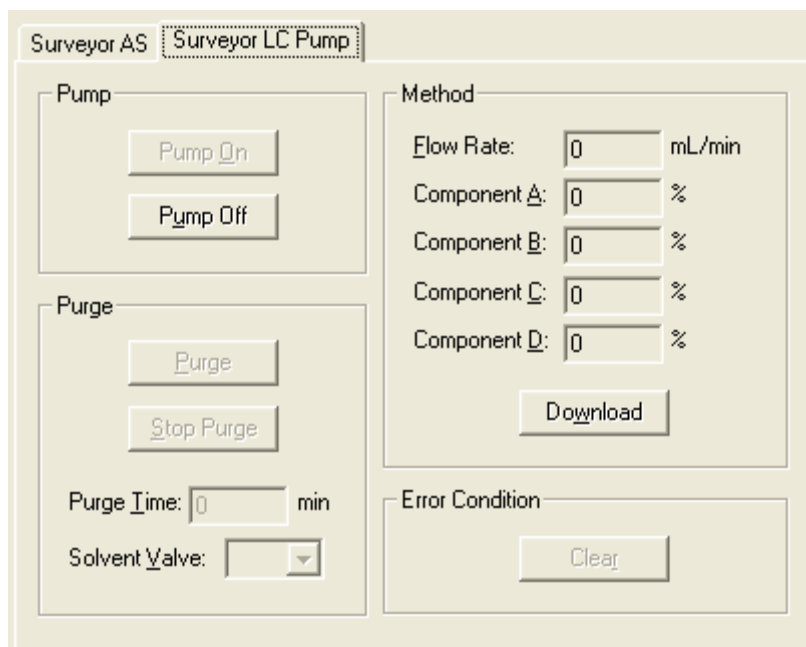 Surveyor AS Surveyor LC Pump
Pump
Pump On
Pump Off
Purge
Purge
Stop Purge
Purge Time: 0 min
Solvent Valve:
Method
Flow Rate: 0 mL/min
Component A: 0 %
Component B: 0 %
Component C: 0 %
Component D: 0 %
Download
Error Condition
Clear